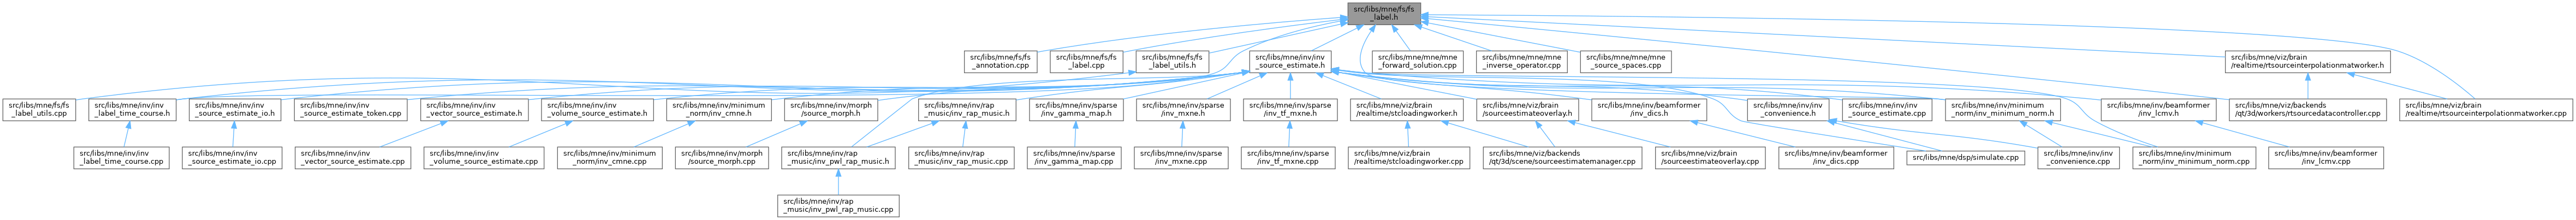 src/libs/mne/fs/fs
_label.h
src/libs/mne/fs/fs
_annotation.cpp
src/libs/mne/fs/fs
_label.cpp
src/libs/mne/fs/fs
_label_utils.h
src/libs/mne/inv/inv
_source_estimate.h
src/libs/mne/mne/mne
_forward_solution.cpp
src/libs/mne/mne/mne
_inverse_operator.cpp
src/libs/mne/mne/mne
_source_spaces.cpp
src/libs/mne/viz/brain
/realtime/rtsourceinterpolationmatworker.h
src/libs/mne/fs/fs
_label_utils.cpp
src/libs/mne/inv/inv
_label_time_course.h
src/libs/mne/inv/inv
_source_estimate_io.h
src/libs/mne/inv/inv
_source_estimate_token.cpp
src/libs/mne/inv/inv
_vector_source_estimate.h
src/libs/mne/inv/inv
_volume_source_estimate.h
src/libs/mne/inv/minimum
_norm/inv_cmne.h
src/libs/mne/inv/morph
/source_morph.h
src/libs/mne/inv/rap
_music/inv_rap_music.h
src/libs/mne/inv/sparse
/inv_gamma_map.h
src/libs/mne/inv/sparse
/inv_mxne.h
src/libs/mne/inv/sparse
/inv_tf_mxne.h
src/libs/mne/viz/brain
/realtime/stcloadingworker.h
src/libs/mne/viz/brain
/sourceestimateoverlay.h
src/libs/mne/inv/beamformer
/inv_dics.h
src/libs/mne/inv/inv
_convenience.h
src/libs/mne/inv/inv
_source_estimate.cpp
src/libs/mne/inv/minimum
_norm/inv_minimum_norm.h
src/libs/mne/inv/beamformer
/inv_lcmv.h
src/libs/mne/viz/backends
/qt/3d/workers/rtsourcedatacontroller.cpp
src/libs/mne/viz/brain
/realtime/rtsourceinterpolationmatworker.cpp
src/libs/mne/inv/inv
_label_time_course.cpp
src/libs/mne/inv/inv
_source_estimate_io.cpp
src/libs/mne/inv/inv
_vector_source_estimate.cpp
src/libs/mne/inv/inv
_volume_source_estimate.cpp
src/libs/mne/inv/minimum
_norm/inv_cmne.cpp
src/libs/mne/inv/morph
/source_morph.cpp
src/libs/mne/inv/rap
_music/inv_pwl_rap_music.h
src/libs/mne/inv/rap
_music/inv_rap_music.cpp
src/libs/mne/inv/sparse
/inv_gamma_map.cpp
src/libs/mne/inv/sparse
/inv_mxne.cpp
src/libs/mne/inv/sparse
/inv_tf_mxne.cpp
src/libs/mne/viz/brain
/realtime/stcloadingworker.cpp
src/libs/mne/viz/backends
/qt/3d/scene/sourceestimatemanager.cpp
src/libs/mne/viz/brain
/sourceestimateoverlay.cpp
src/libs/mne/inv/beamformer
/inv_dics.cpp
src/libs/mne/dsp/simulate.cpp
src/libs/mne/inv/inv
_convenience.cpp
src/libs/mne/inv/minimum
_norm/inv_minimum_norm.cpp
src/libs/mne/inv/beamformer
/inv_lcmv.cpp
src/libs/mne/inv/rap
_music/inv_pwl_rap_music.cpp